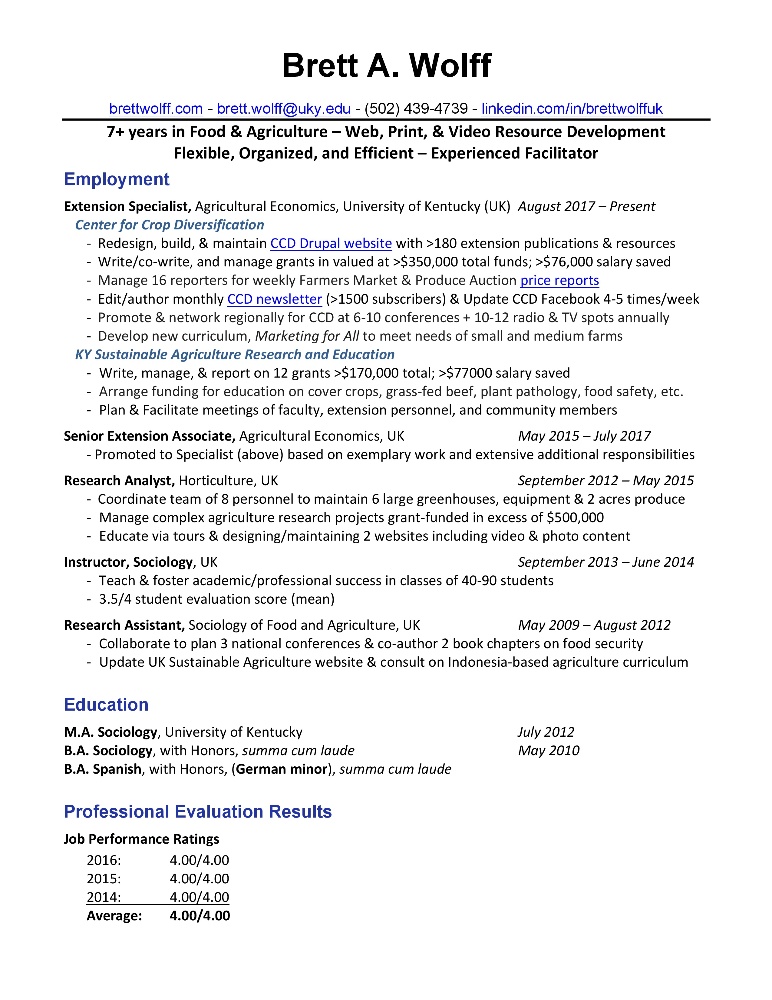 Brett A. Wolff
brettwolff.com - brett.wolff@uky.edu - (502) 439-4739 - linkedin.com/in/brettwolffuk
7+ years in Food & Agriculture – Web, Print, & Video Resource Development
Flexible, Organized, and Efficient – Experienced Facilitator
Employment
Extension Specialist, Agricultural Economics, University of Kentucky (UK) August 2017 – Present
Center for Crop Diversification
- Redesign, build, & maintain CCD Drupal website with >180 extension publications & resources
- Write/co-write, and manage grants in valued at >$350,000 total funds; >$76,000 salary saved
- Manage 16 reporters for weekly Farmers Market & Produce Auction price reports
- Edit/author monthly CCD newsletter (>1500 subscribers) & Update CCD Facebook 4-5 times/week
- Promote & network regionally for CCD at 6-10 conferences + 10-12 radio & TV spots annually
- Develop new curriculum, Marketing for All to meet needs of small and medium farms
KY Sustainable Agriculture Research and Education
- Write, manage, & report on 12 grants >$170,000 total; >$77000 salary saved
- Arrange funding for education on cover crops, grass-fed beef, plant pathology, food safety, etc.
- Plan & Facilitate meetings of faculty, extension personnel, and community members
Senior Extension Associate, Agricultural Economics, UK May 2015 – July 2017
- Promoted to Specialist (above) based on exemplary work and extensive additional responsibilities
Research Analyst, Horticulture, UK September 2012 – May 2015
- Coordinate team of 8 personnel to maintain 6 large greenhouses, equipment & 2 acres produce
- Manage complex agriculture research projects grant-funded in excess of $500,000
- Educate via tours & designing/maintaining 2 websites including video & photo content
Instructor, Sociology, UK September 2013 – June 2014
- Teach & foster academic/professional success in classes of 40-90 students
- 3.5/4 student evaluation score (mean)
Research Assistant, Sociology of Food and Agriculture, UK May 2009 – August 2012
- Collaborate to plan 3 national conferences & co-author 2 book chapters on food security
- Update UK Sustainable Agriculture website & consult on Indonesia-based agriculture curriculum
Education
M.A. Sociology, University of Kentucky July 2012
B.A. Sociology, with Honors, summa cum laude May 2010
B.A. Spanish, with Honors, (German minor), summa cum laude
Professional Evaluation Results
Job Performance Ratings
2016: 4.00/4.00
2015: 4.00/4.00
2014: 4.00/4.00
Average: 4.00/4.00